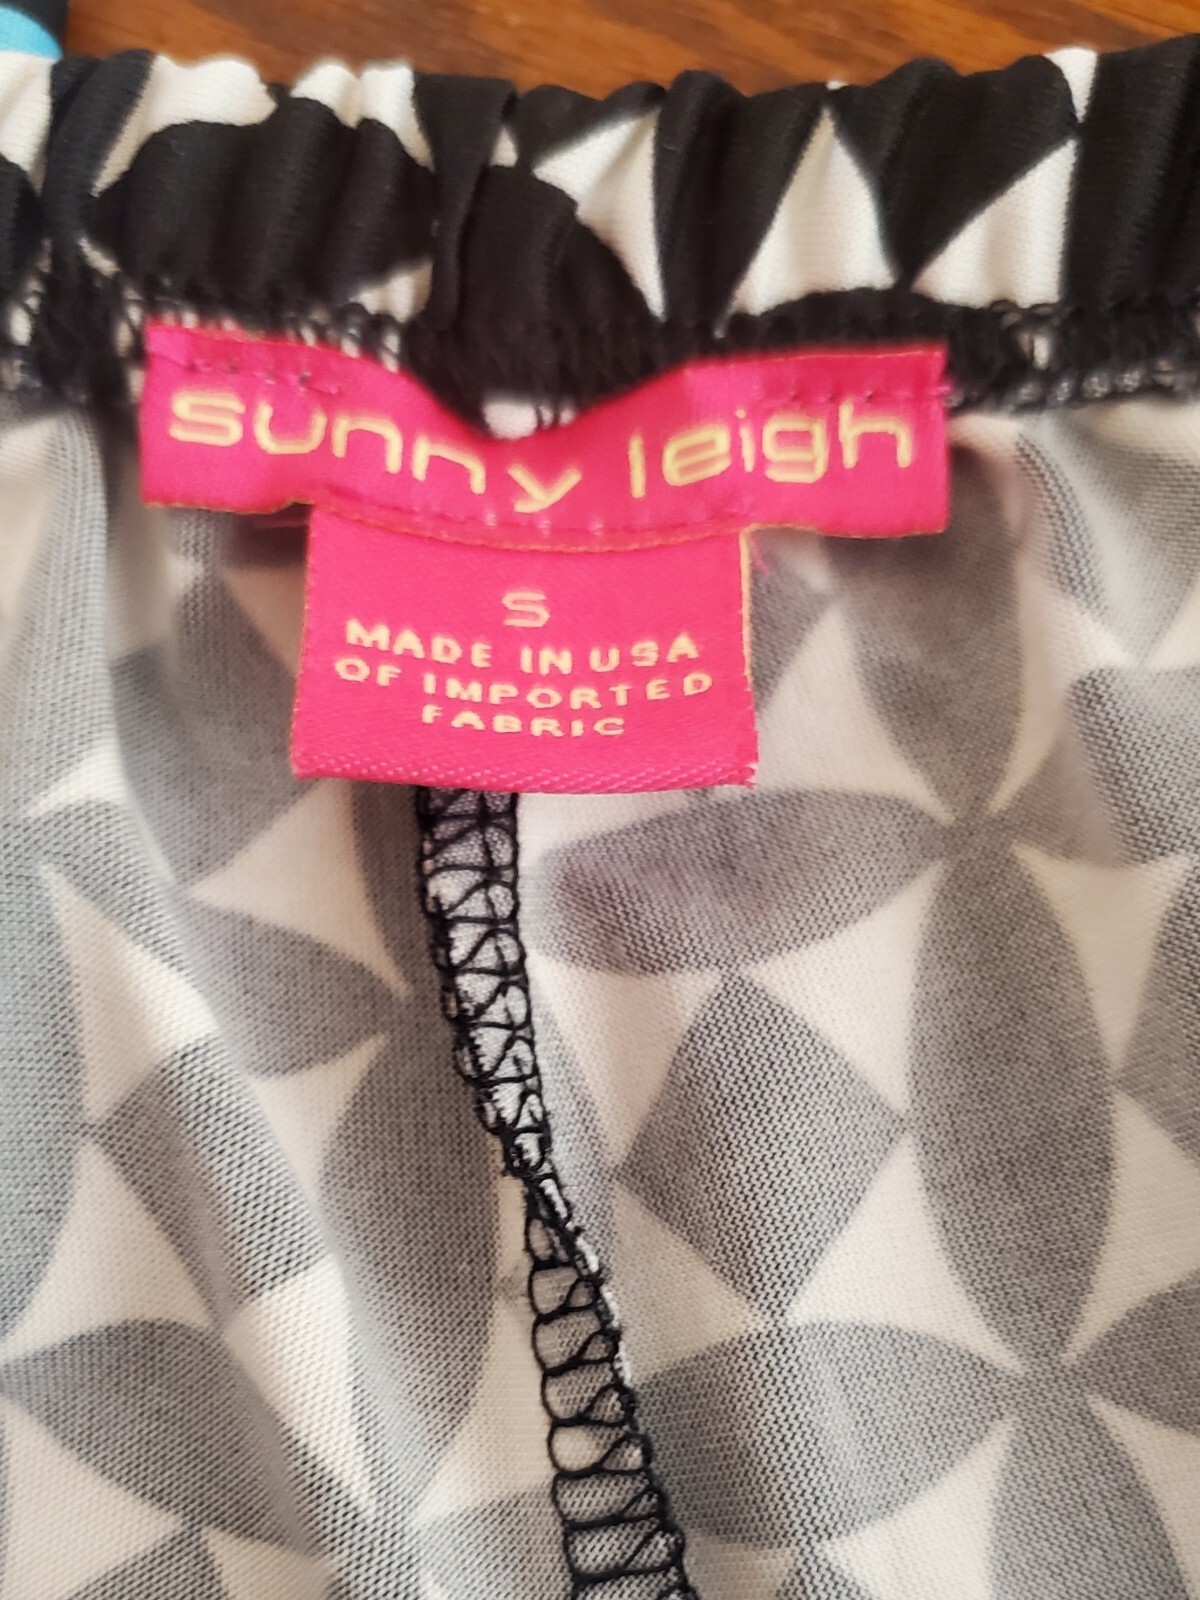 sunny leigh
S
MADE IN USA
OF IMPORTED
FABRIC